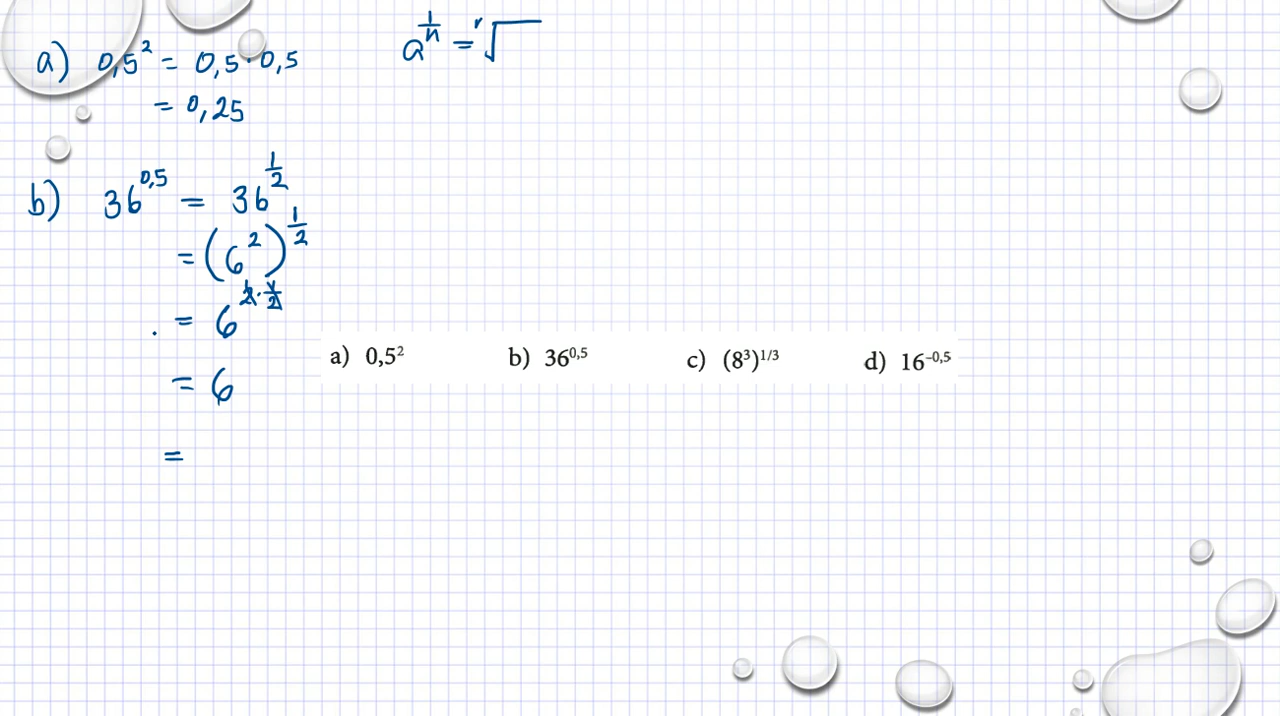 a) 0,5² = 0,5 · 0,5
= 0,25
a^(1/n) = ʳ√
b) 36^(0,5) = 36^(1/2)
= (6²)^(1/2)
= 6^(2·1/2)
= 6
=
a) 0,5² b) 36^0,5 c) (8³)^1/3 d) 16^−0,5